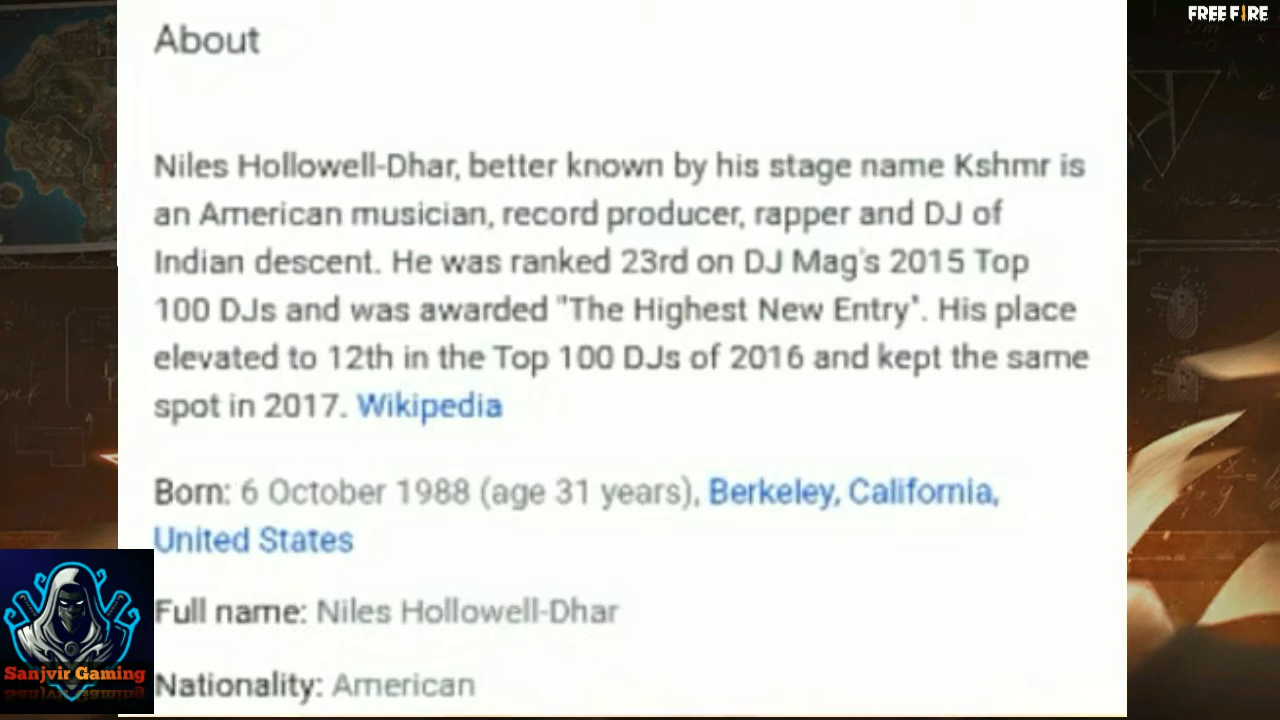 FREE FIRE
About
Niles Hollowell-Dhar, better known by his stage name Kshmr is
an American musician, record producer, rapper and DJ of
Indian descent. He was ranked 23rd on DJ Mag's 2015 Top
100 DJs and was awarded "The Highest New Entry". His place
elevated to 12th in the Top 100 DJs of 2016 and kept the same
spot in 2017. Wikipedia
Born: 6 October 1988 (age 31 years), Berkeley, California,
United States
Full name: Niles Hollowell-Dhar
Nationality: American
Sanjvir Gaming